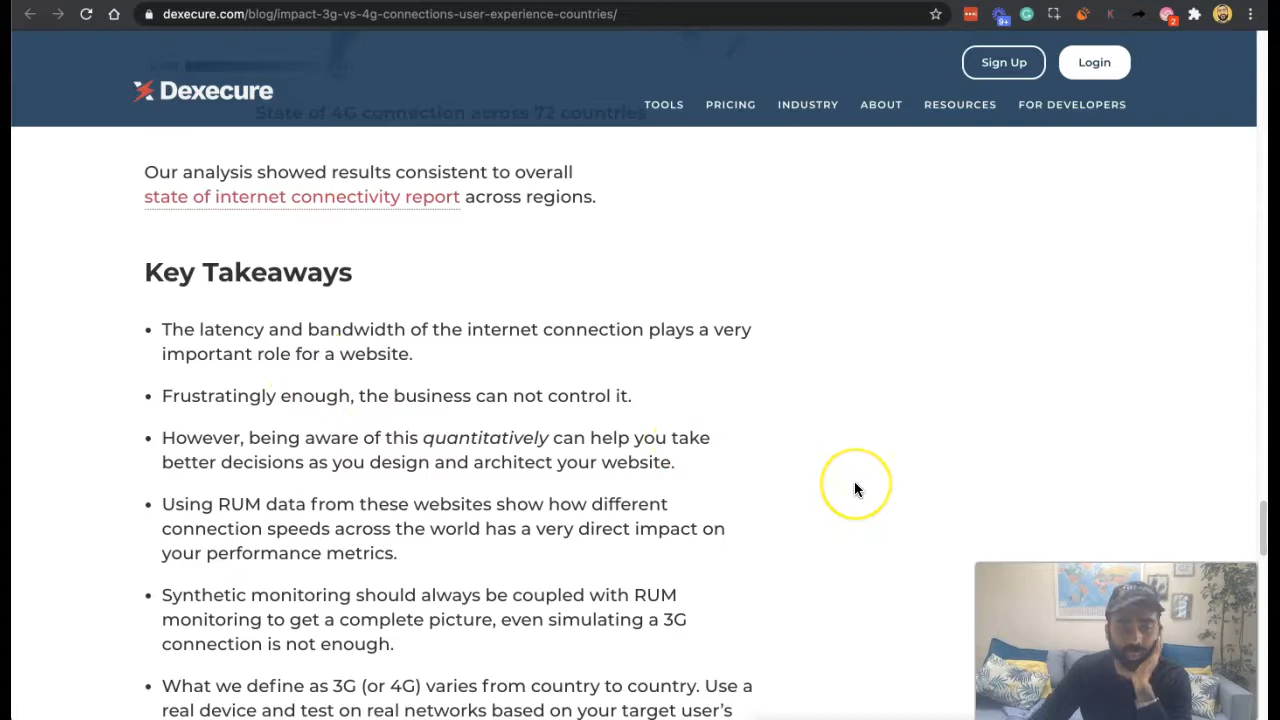 dexecure.com/blog/impact-3g-vs-4g-connections-user-experience-countries/
9+
2
Sign Up
Login
Dexecure
TOOLS PRICING INDUSTRY ABOUT RESOURCES FOR DEVELOPERS
State of 4G connection across 72 countries
Our analysis showed results consistent to overall
state of internet connectivity report across regions.
Key Takeaways
• The latency and bandwidth of the internet connection plays a very
important role for a website.
• Frustratingly enough, the business can not control it.
• However, being aware of this quantitatively can help you take
better decisions as you design and architect your website.
• Using RUM data from these websites show how different
connection speeds across the world has a very direct impact on
your performance metrics.
• Synthetic monitoring should always be coupled with RUM
monitoring to get a complete picture, even simulating a 3G
connection is not enough.
• What we define as 3G (or 4G) varies from country to country. Use a
real device and test on real networks based on your target user's